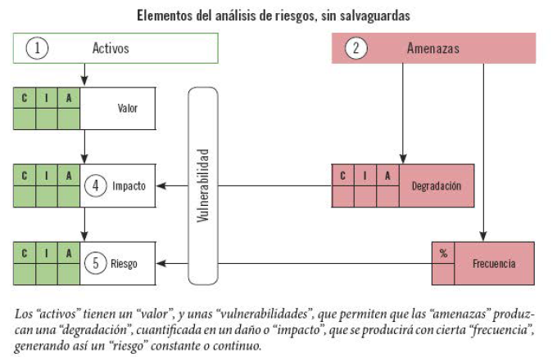 Elementos del análisis de riesgos, sin salvaguardas
1 Activos
2 Amenazas
C I A
Valor
Vulnerabilidad
4 Impacto
C I A
C I A
Degradación
C I A
5 Riesgo
%
Frecuencia
Los “activos” tienen un “valor”, y unas “vulnerabilidades”, que permiten que las “amenazas” produz-
can una “degradación”, cuantificada en un daño o “impacto”, que se producirá con cierta “frecuencia”,
generando así un “riesgo” constante o continuo.